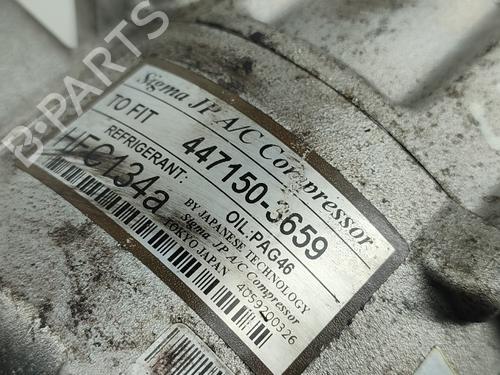 B-PARTS
Sigma JP A/C Compressor
TO FIT 447150-3659
REFRIGERANT: OIL:PAG46
HFC134a
BY JAPANESE TECHNOLOGY
Sigma JP A/C Compressor
TOKYO JAPAN
4059200326